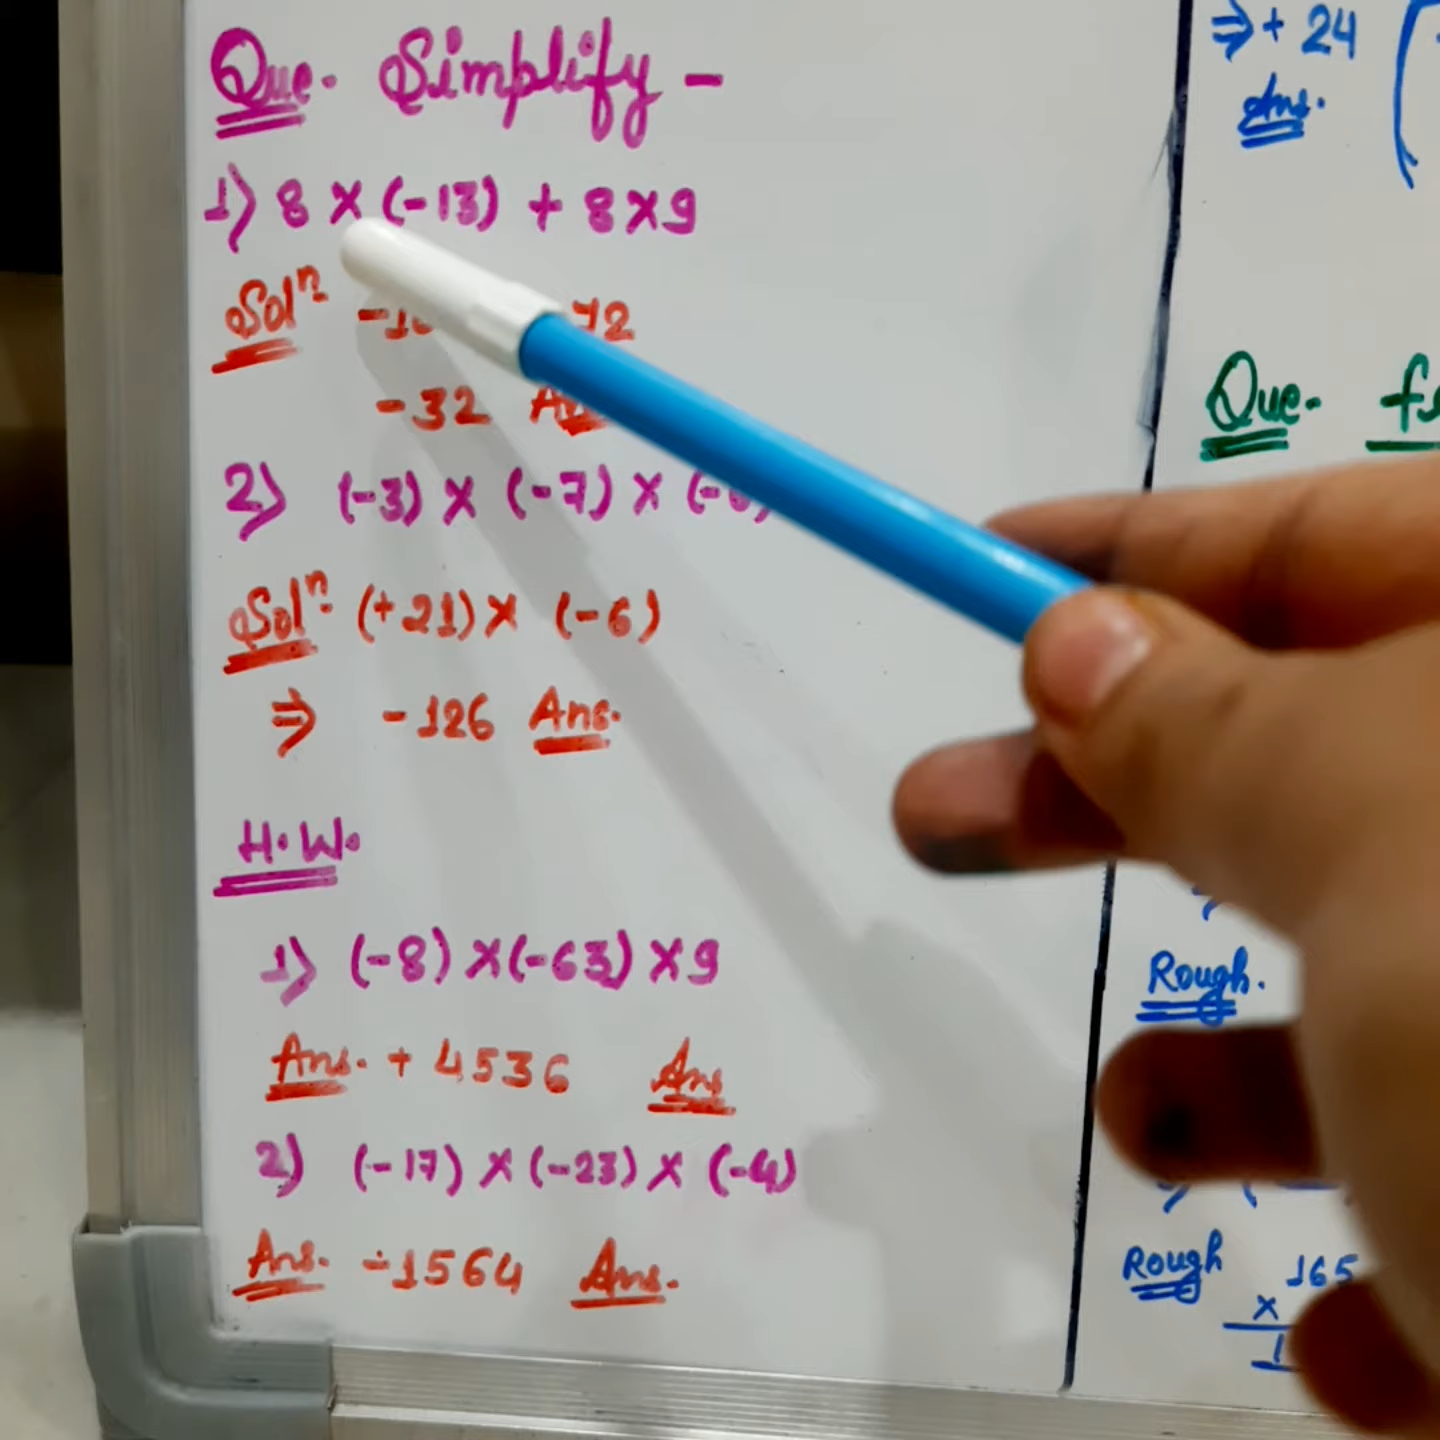 Que. Simplify -
1) 8 × (-13) + 8×9
Solⁿ. 72
-32
2) (-3) × (-7) ×
Solⁿ. (+21) × (-6)
⇒ -126 Ans.
H.W.
1) (-8) ×(-63) ×9
Ans. + 4536 Ans
2) (-17) × (-23) × (-4)
Ans. -1564 Ans.
⇒ + 24
Ans.
Que.
Rough.
Rough 165
×